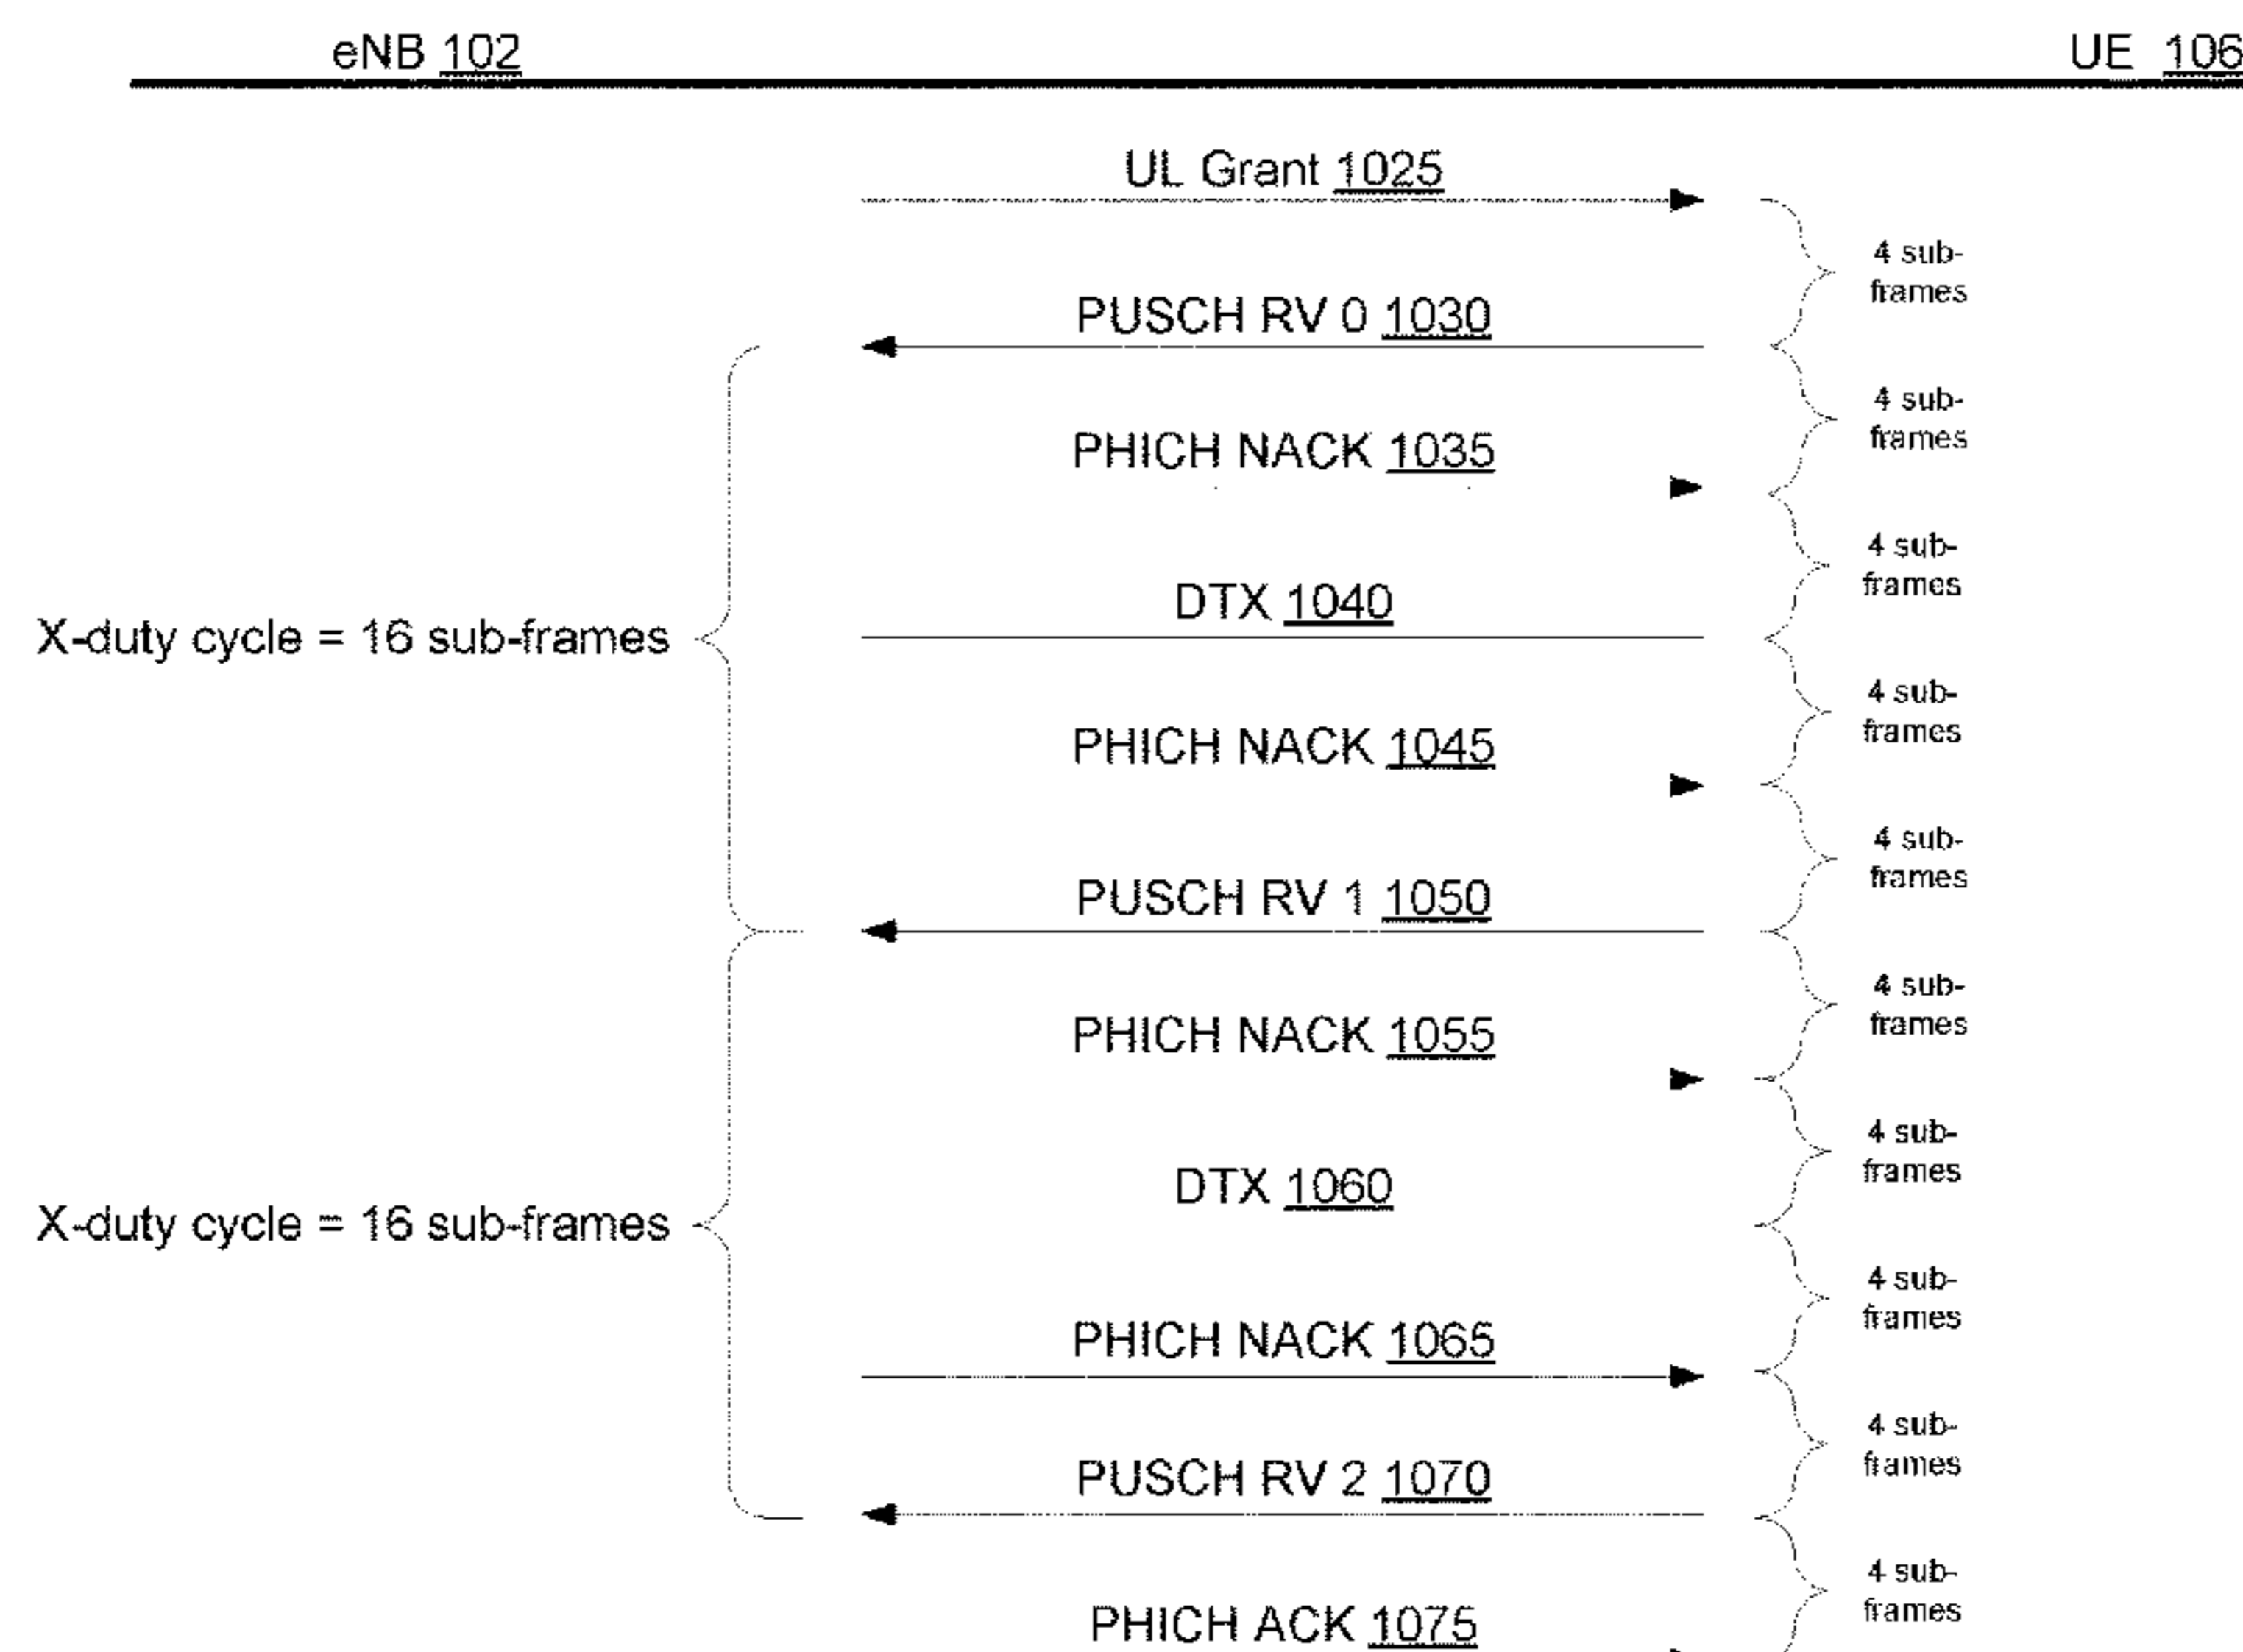 eNB 102
UE 106
UL Grant 1025
4 sub-
frames
PUSCH RV 0 1030
4 sub-
frames
PHICH NACK 1035
4 sub-
frames
DTX 1040
X-duty cycle = 16 sub-frames
4 sub-
frames
PHICH NACK 1045
4 sub-
frames
PUSCH RV 1 1050
4 sub-
frames
PHICH NACK 1055
4 sub-
frames
DTX 1060
X-duty cycle = 16 sub-frames
4 sub-
frames
PHICH NACK 1065
4 sub-
frames
PUSCH RV 2 1070
4 sub-
frames
PHICH ACK 1075